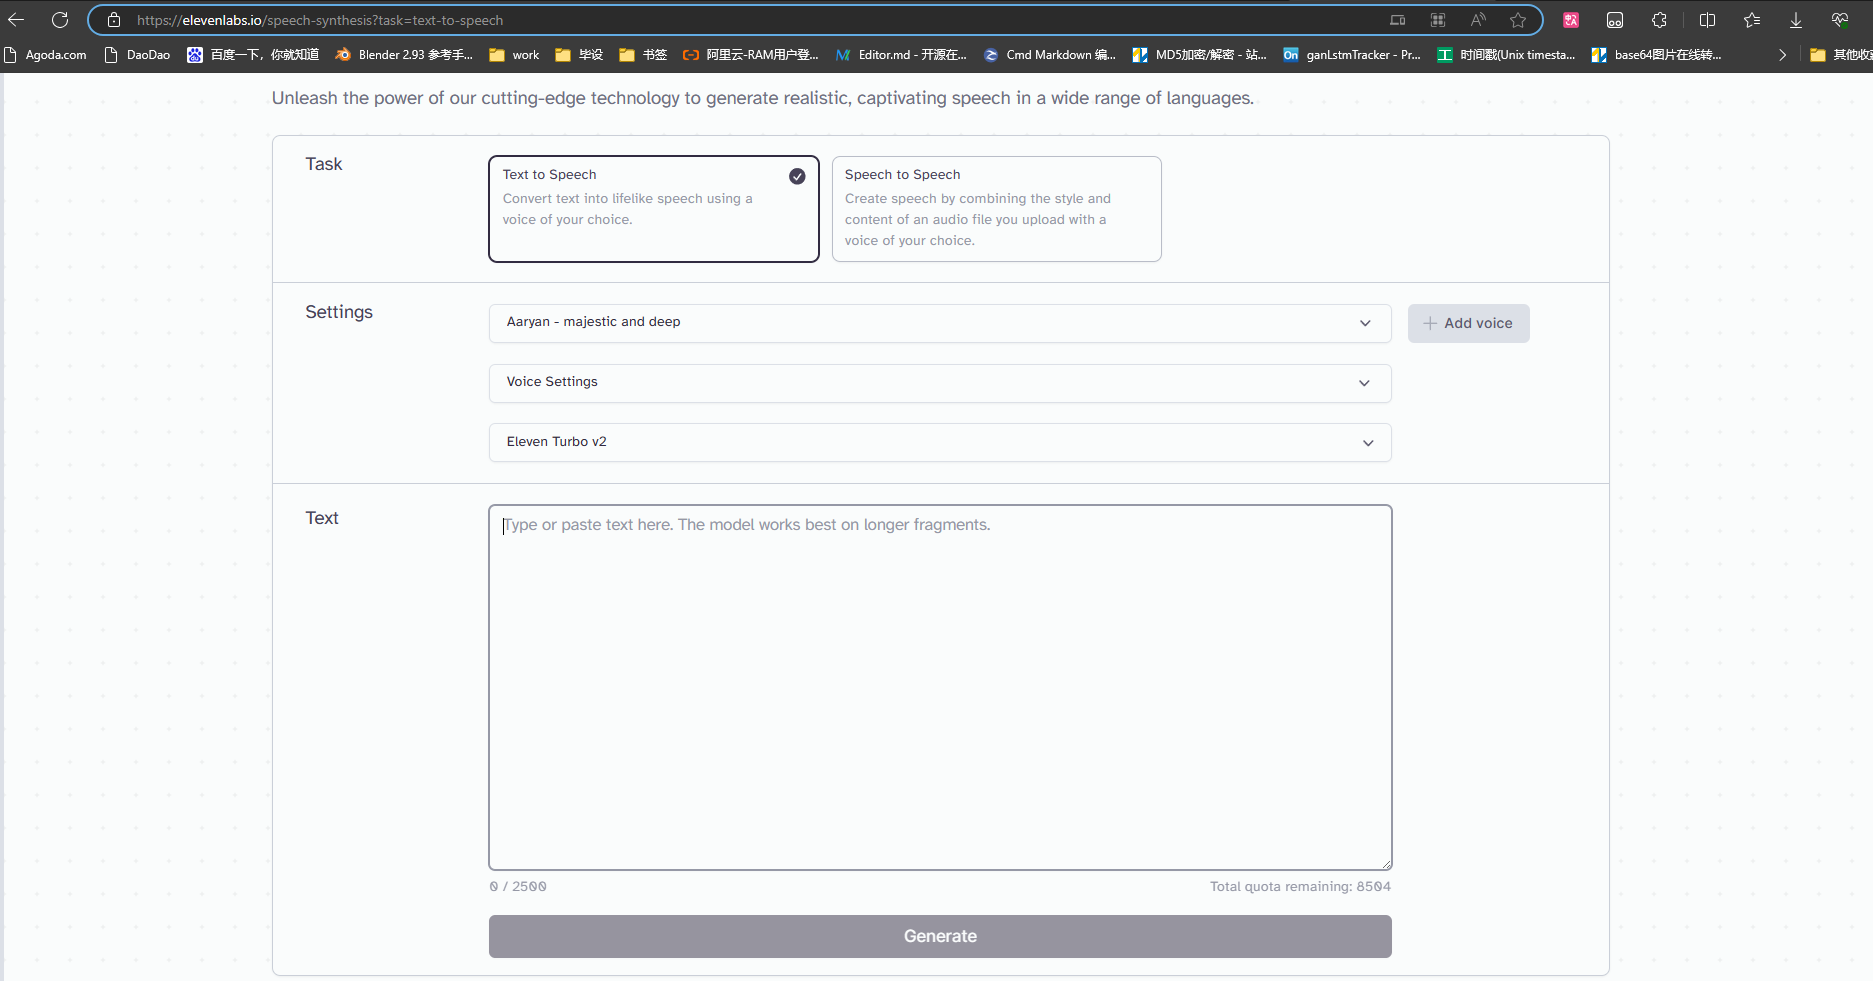 https://elevenlabs.io/speech-synthesis?task=text-to-speech
Agoda.com
DaoDao
百度一下，你就知道
Blender 2.93 参考手...
work
毕设
书签
阿里云-RAM用户登...
Editor.md - 开源在...
Cmd Markdown 编...
MD5加密/解密 - 站...
On
ganLstmTracker - Pr...
工
时间戳(Unix timesta...
base64图片在线转...
其他收
Unleash the power of our cutting-edge technology to generate realistic, captivating speech in a wide range of languages.
Task
Text to Speech
Convert text into lifelike speech using a
voice of your choice.
Speech to Speech
Create speech by combining the style and
content of an audio file you upload with a
voice of your choice.
Settings
Aaryan - majestic and deep
Add voice
Voice Settings
Eleven Turbo v2
Text
Type or paste text here. The model works best on longer fragments.
0 / 2500
Total quota remaining: 8504
Generate